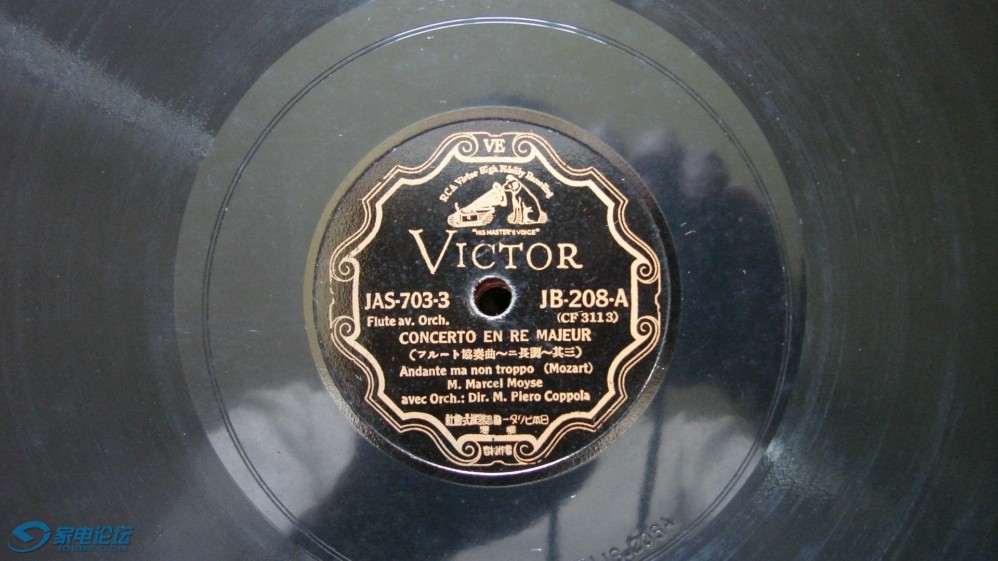 VE
RCA Victor High Fidelity Recording
"HIS MASTER'S VOICE"
VICTOR
JAS-703-3 JB-208-A
Flute av. Orch. (CF 3113)
CONCERTO EN RE MAJEUR
（フルート協奏曲〜ニ長調〜其三）
Andante ma non troppo (Mozart)
M. Marcel Moyse
avec Orch.: Dir. M. Piero Coppola
家电论坛
JDBBS.COM